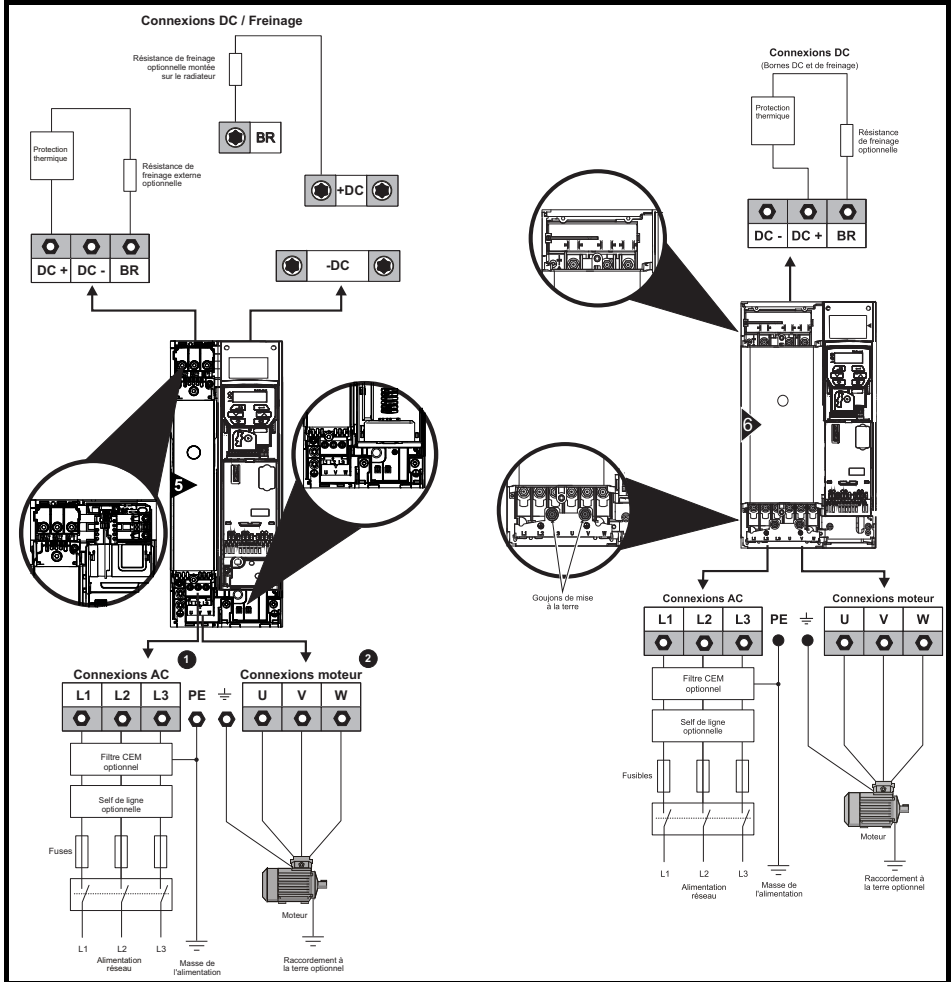 Connexions DC / Freinage
Résistance de freinage
optionnelle montée
sur le radiateur
BR
Protection
thermique
Résistance de
freinage externe
optionnelle
+DC
DC + DC - BR
-DC
5
1
2
Connexions AC
Connexions moteur
L1 L2 L3 PE U V W
Filtre CEM
optionnel
Self de ligne
optionnelle
Fuses
Moteur
L1 L2 L3
Alimentation
réseau
Masse de
l'alimentation
Raccordement à
la terre optionnel
Connexions DC
(Bornes DC et de freinage)
Protection
thermique
Résistance
de freinage
optionnelle
DC - DC + BR
6
Goujons de mise
à la terre
Connexions AC
Connexions moteur
L1 L2 L3 PE U V W
Filtre CEM
optionnel
Self de ligne
optionnelle
Fusibles
Moteur
L1 L2 L3
Alimentation
réseau
Masse de
l'alimentation
Raccordement à
la terre optionnel